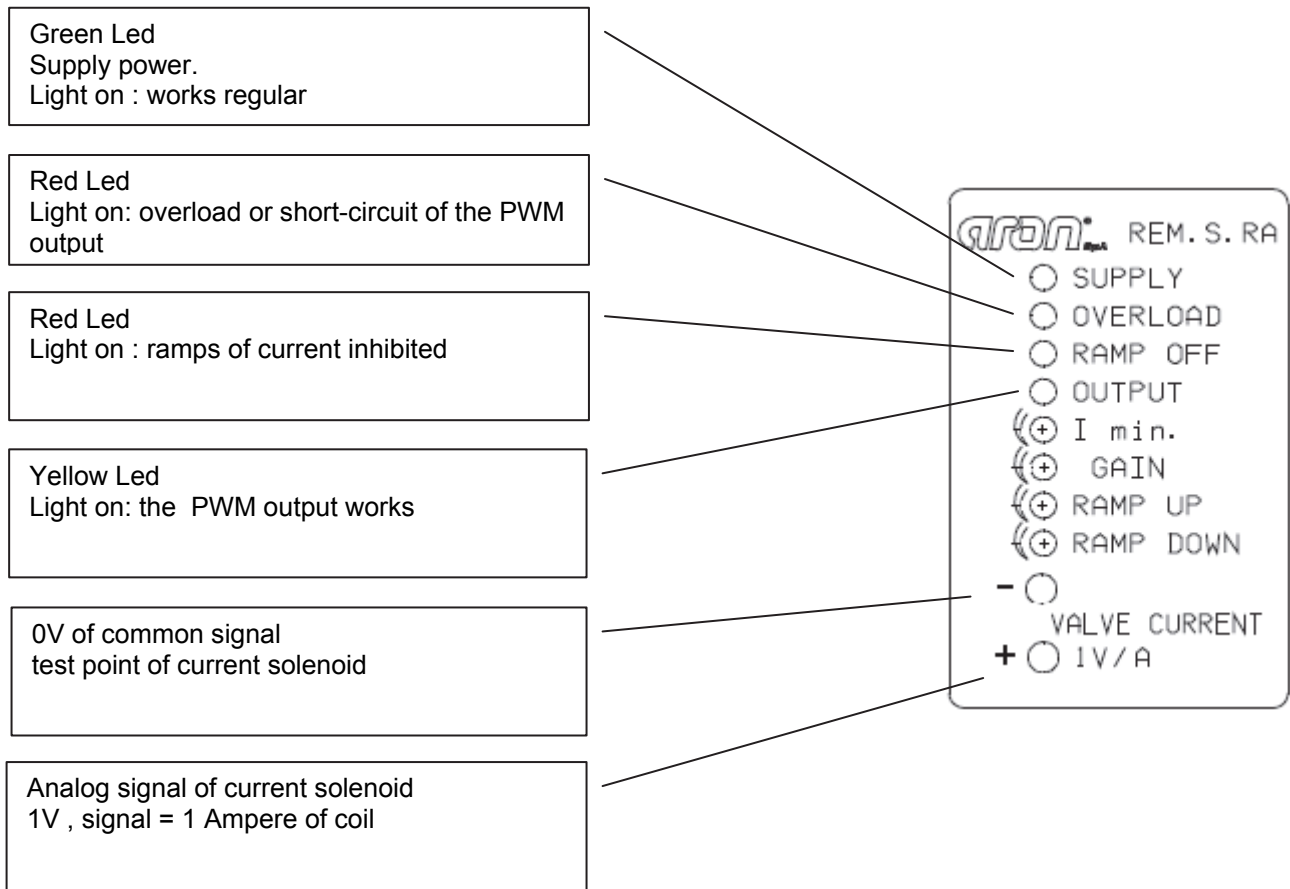 Green Led
Supply power.
Light on : works regular
Red Led
Light on: overload or short-circuit of the PWM
output
Red Led
Light on : ramps of current inhibited
Yellow Led
Light on: the PWM output works
0V of common signal
test point of current solenoid
Analog signal of current solenoid
1V , signal = 1 Ampere of coil
aron SpA REM.S.RA
SUPPLY
OVERLOAD
RAMP OFF
OUTPUT
I min.
GAIN
RAMP UP
RAMP DOWN
-
VALVE CURRENT
+ 1V/A